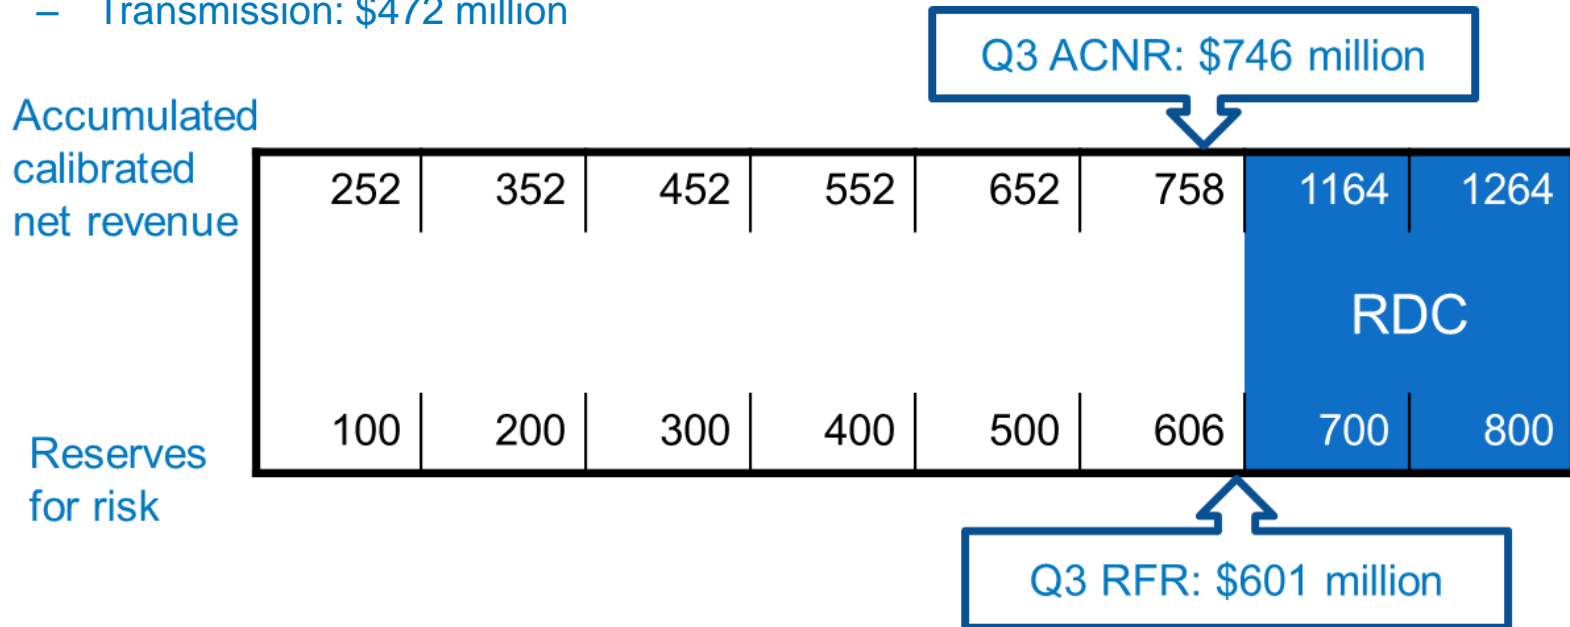 – Transmission: $472 million
Q3 ACNR: $746 million
Accumulated
calibrated
net revenue
252 352 452 552 652 758 1164 1264
RDC
100 200 300 400 500 606 700 800
Reserves
for risk
Q3 RFR: $601 million